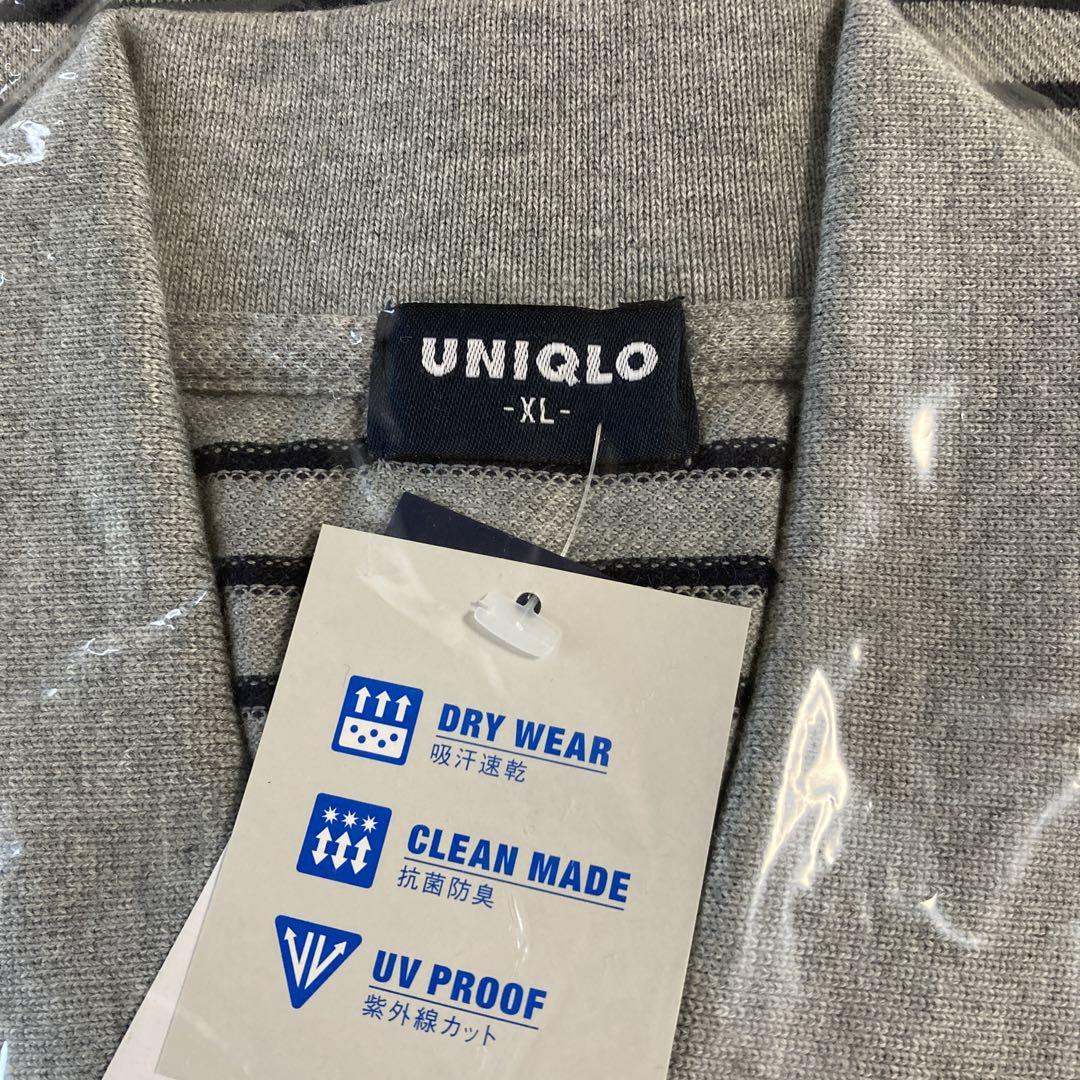 UNIQLO
-XL-
DRY WEAR
吸汗速乾
CLEAN MADE
抗菌防臭
UV PROOF
紫外線カット